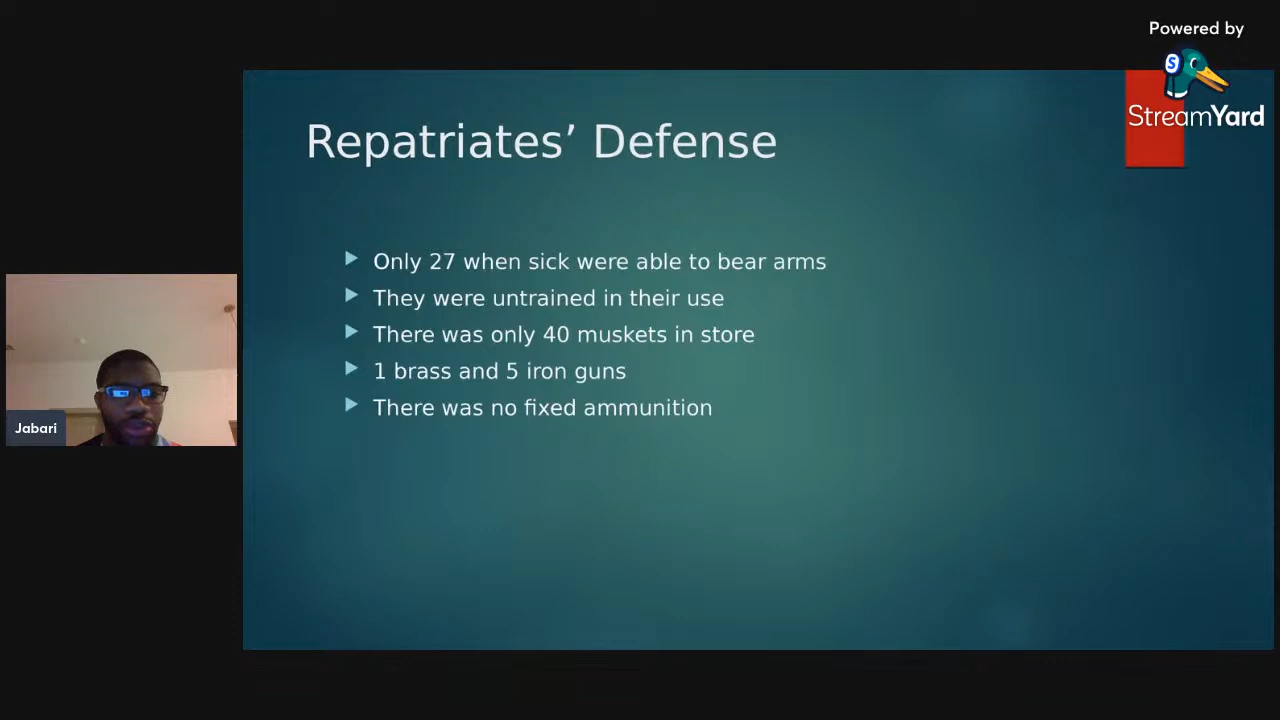 Powered by
StreamYard
Repatriates’ Defense
Only 27 when sick were able to bear arms
They were untrained in their use
There was only 40 muskets in store
1 brass and 5 iron guns
There was no fixed ammunition
Jabari